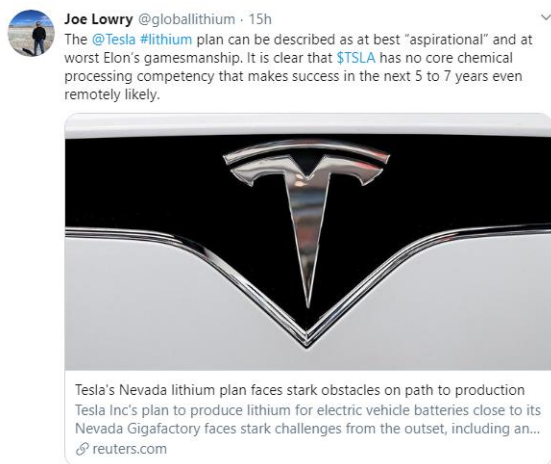 Joe Lowry @globallithium · 15h
The @Tesla #lithium plan can be described as at best “aspirational” and at
worst Elon’s gamesmanship. It is clear that $TSLA has no core chemical
processing competency that makes success in the next 5 to 7 years even
remotely likely.
Tesla's Nevada lithium plan faces stark obstacles on path to production
Tesla Inc's plan to produce lithium for electric vehicle batteries close to its
Nevada Gigafactory faces stark challenges from the outset, including an...
reuters.com